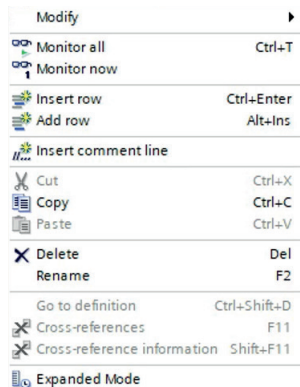 Modify
Monitor all Ctrl+T
Monitor now
Insert row Ctrl+Enter
Add row Alt+Ins
Insert comment line
Cut Ctrl+X
Copy Ctrl+C
Paste Ctrl+V
Delete Del
Rename F2
Go to definition Ctrl+Shift+D
Cross-references F11
Cross-reference information Shift+F11
Expanded Mode